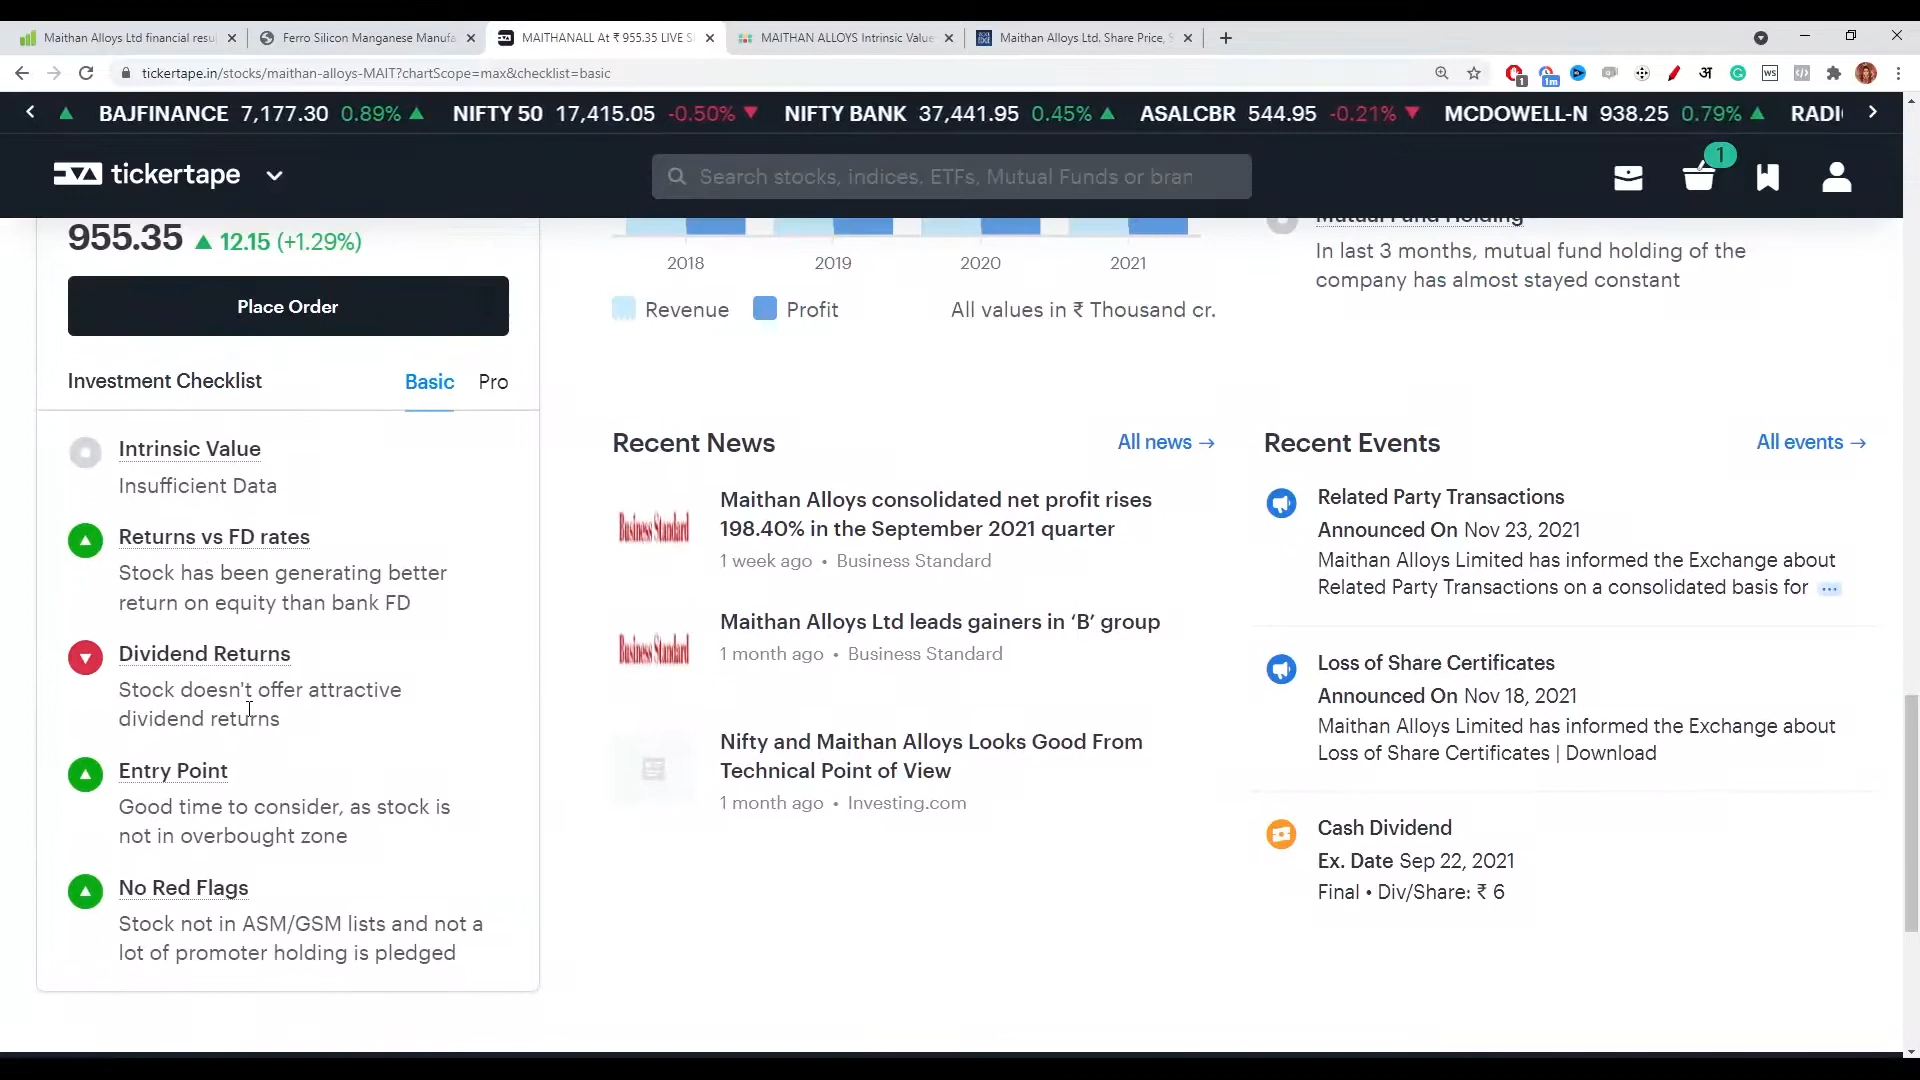 Maithan Alloys Ltd financial resu
Ferro Silicon Manganese Manufa
MAITHANALL At ₹ 955.35 LIVE S
MAITHAN ALLOYS Intrinsic Value
Maithan Alloys Ltd. Share Price, S
tickertape.in/stocks/maithan-alloys-MAIT?chartScope=max&checklist=basic
1
1m
अ
WS
BAJFINANCE 7,177.30 0.89%
NIFTY 50 17,415.05 -0.50%
NIFTY BANK 37,441.95 0.45%
ASALCBR 544.95 -0.21%
MCDOWELL-N 938.25 0.79%
RADI
tickertape
Search stocks, indices, ETFs, Mutual Funds or bran
1
955.35 12.15 (+1.29%)
Place Order
Investment Checklist
Basic
Pro
Intrinsic Value
Insufficient Data
Returns vs FD rates
Stock has been generating better
return on equity than bank FD
Dividend Returns
Stock doesn't offer attractive
dividend returns
Entry Point
Good time to consider, as stock is
not in overbought zone
No Red Flags
Stock not in ASM/GSM lists and not a
lot of promoter holding is pledged
2018 2019 2020 2021
Revenue Profit All values in ₹ Thousand cr.
Mutual Fund Holding
In last 3 months, mutual fund holding of the
company has almost stayed constant
Recent News
All news →
Business Standard
Maithan Alloys consolidated net profit rises
198.40% in the September 2021 quarter
1 week ago • Business Standard
Business Standard
Maithan Alloys Ltd leads gainers in ‘B’ group
1 month ago • Business Standard
Nifty and Maithan Alloys Looks Good From
Technical Point of View
1 month ago • Investing.com
Recent Events
All events →
Related Party Transactions
Announced On Nov 23, 2021
Maithan Alloys Limited has informed the Exchange about
Related Party Transactions on a consolidated basis for ...
Loss of Share Certificates
Announced On Nov 18, 2021
Maithan Alloys Limited has informed the Exchange about
Loss of Share Certificates | Download
Cash Dividend
Ex. Date Sep 22, 2021
Final • Div/Share: ₹ 6